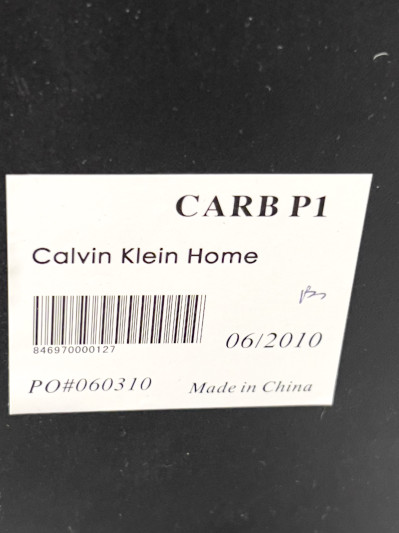 CARB P1
Calvin Klein Home
846970000127
06/2010
PO#060310
Made in China